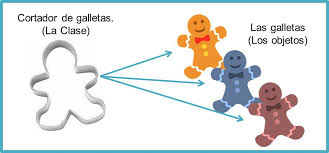 Cortador de galletas.
(La Clase)
Las galletas
(Los objetos)